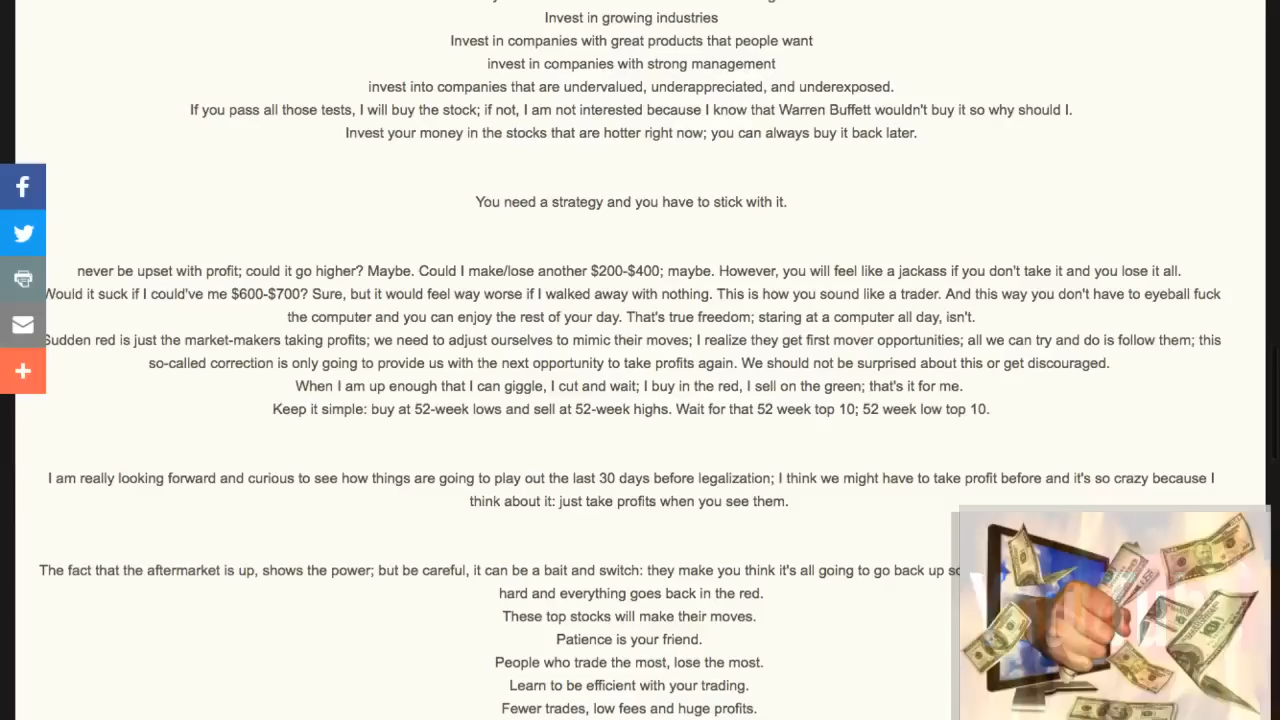 Invest in growing industries
Invest in companies with great products that people want
invest in companies with strong management
invest into companies that are undervalued, underappreciated, and underexposed.
If you pass all those tests, I will buy the stock; if not, I am not interested because I know that Warren Buffett wouldn't buy it so why should I.
Invest your money in the stocks that are hotter right now; you can always buy it back later.
You need a strategy and you have to stick with it.
never be upset with profit; could it go higher? Maybe. Could I make/lose another $200-$400; maybe. However, you will feel like a jackass if you don't take it and you lose it all.
Would it suck if I could've me $600-$700? Sure, but it would feel way worse if I walked away with nothing. This is how you sound like a trader. And this way you don't have to eyeball fuck
the computer and you can enjoy the rest of your day. That's true freedom; staring at a computer all day, isn't.
Sudden red is just the market-makers taking profits; we need to adjust ourselves to mimic their moves; I realize they get first mover opportunities; all we can try and do is follow them; this
so-called correction is only going to provide us with the next opportunity to take profits again. We should not be surprised about this or get discouraged.
When I am up enough that I can giggle, I cut and wait; I buy in the red, I sell on the green; that's it for me.
Keep it simple: buy at 52-week lows and sell at 52-week highs. Wait for that 52 week top 10; 52 week low top 10.
I am really looking forward and curious to see how things are going to play out the last 30 days before legalization; I think we might have to take profit before and it's so crazy because I
think about it: just take profits when you see them.
The fact that the aftermarket is up, shows the power; but be careful, it can be a bait and switch: they make you think it's all going to go back up
hard and everything goes back in the red.
These top stocks will make their moves.
Patience is your friend.
People who trade the most, lose the most.
Learn to be efficient with your trading.
Fewer trades, low fees and huge profits.